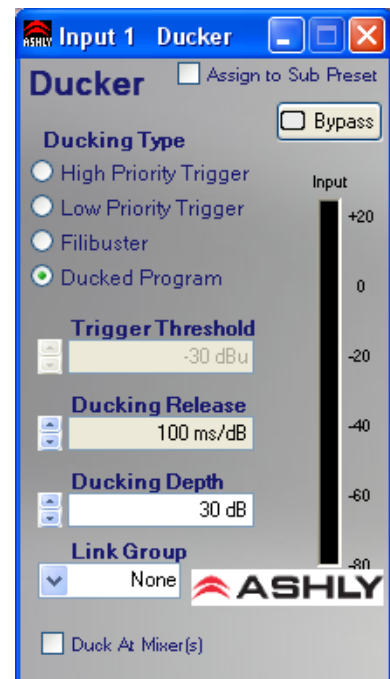 ASHLY Input 1 Ducker
Ducker
Assign to Sub Preset
Bypass
Ducking Type
High Priority Trigger
Low Priority Trigger
Filibuster
Ducked Program
Input
+20
0
-20
-40
-60
-80
Trigger Threshold
-30 dBu
Ducking Release
100 ms/dB
Ducking Depth
30 dB
Link Group
None
ASHLY
Duck At Mixer(s)